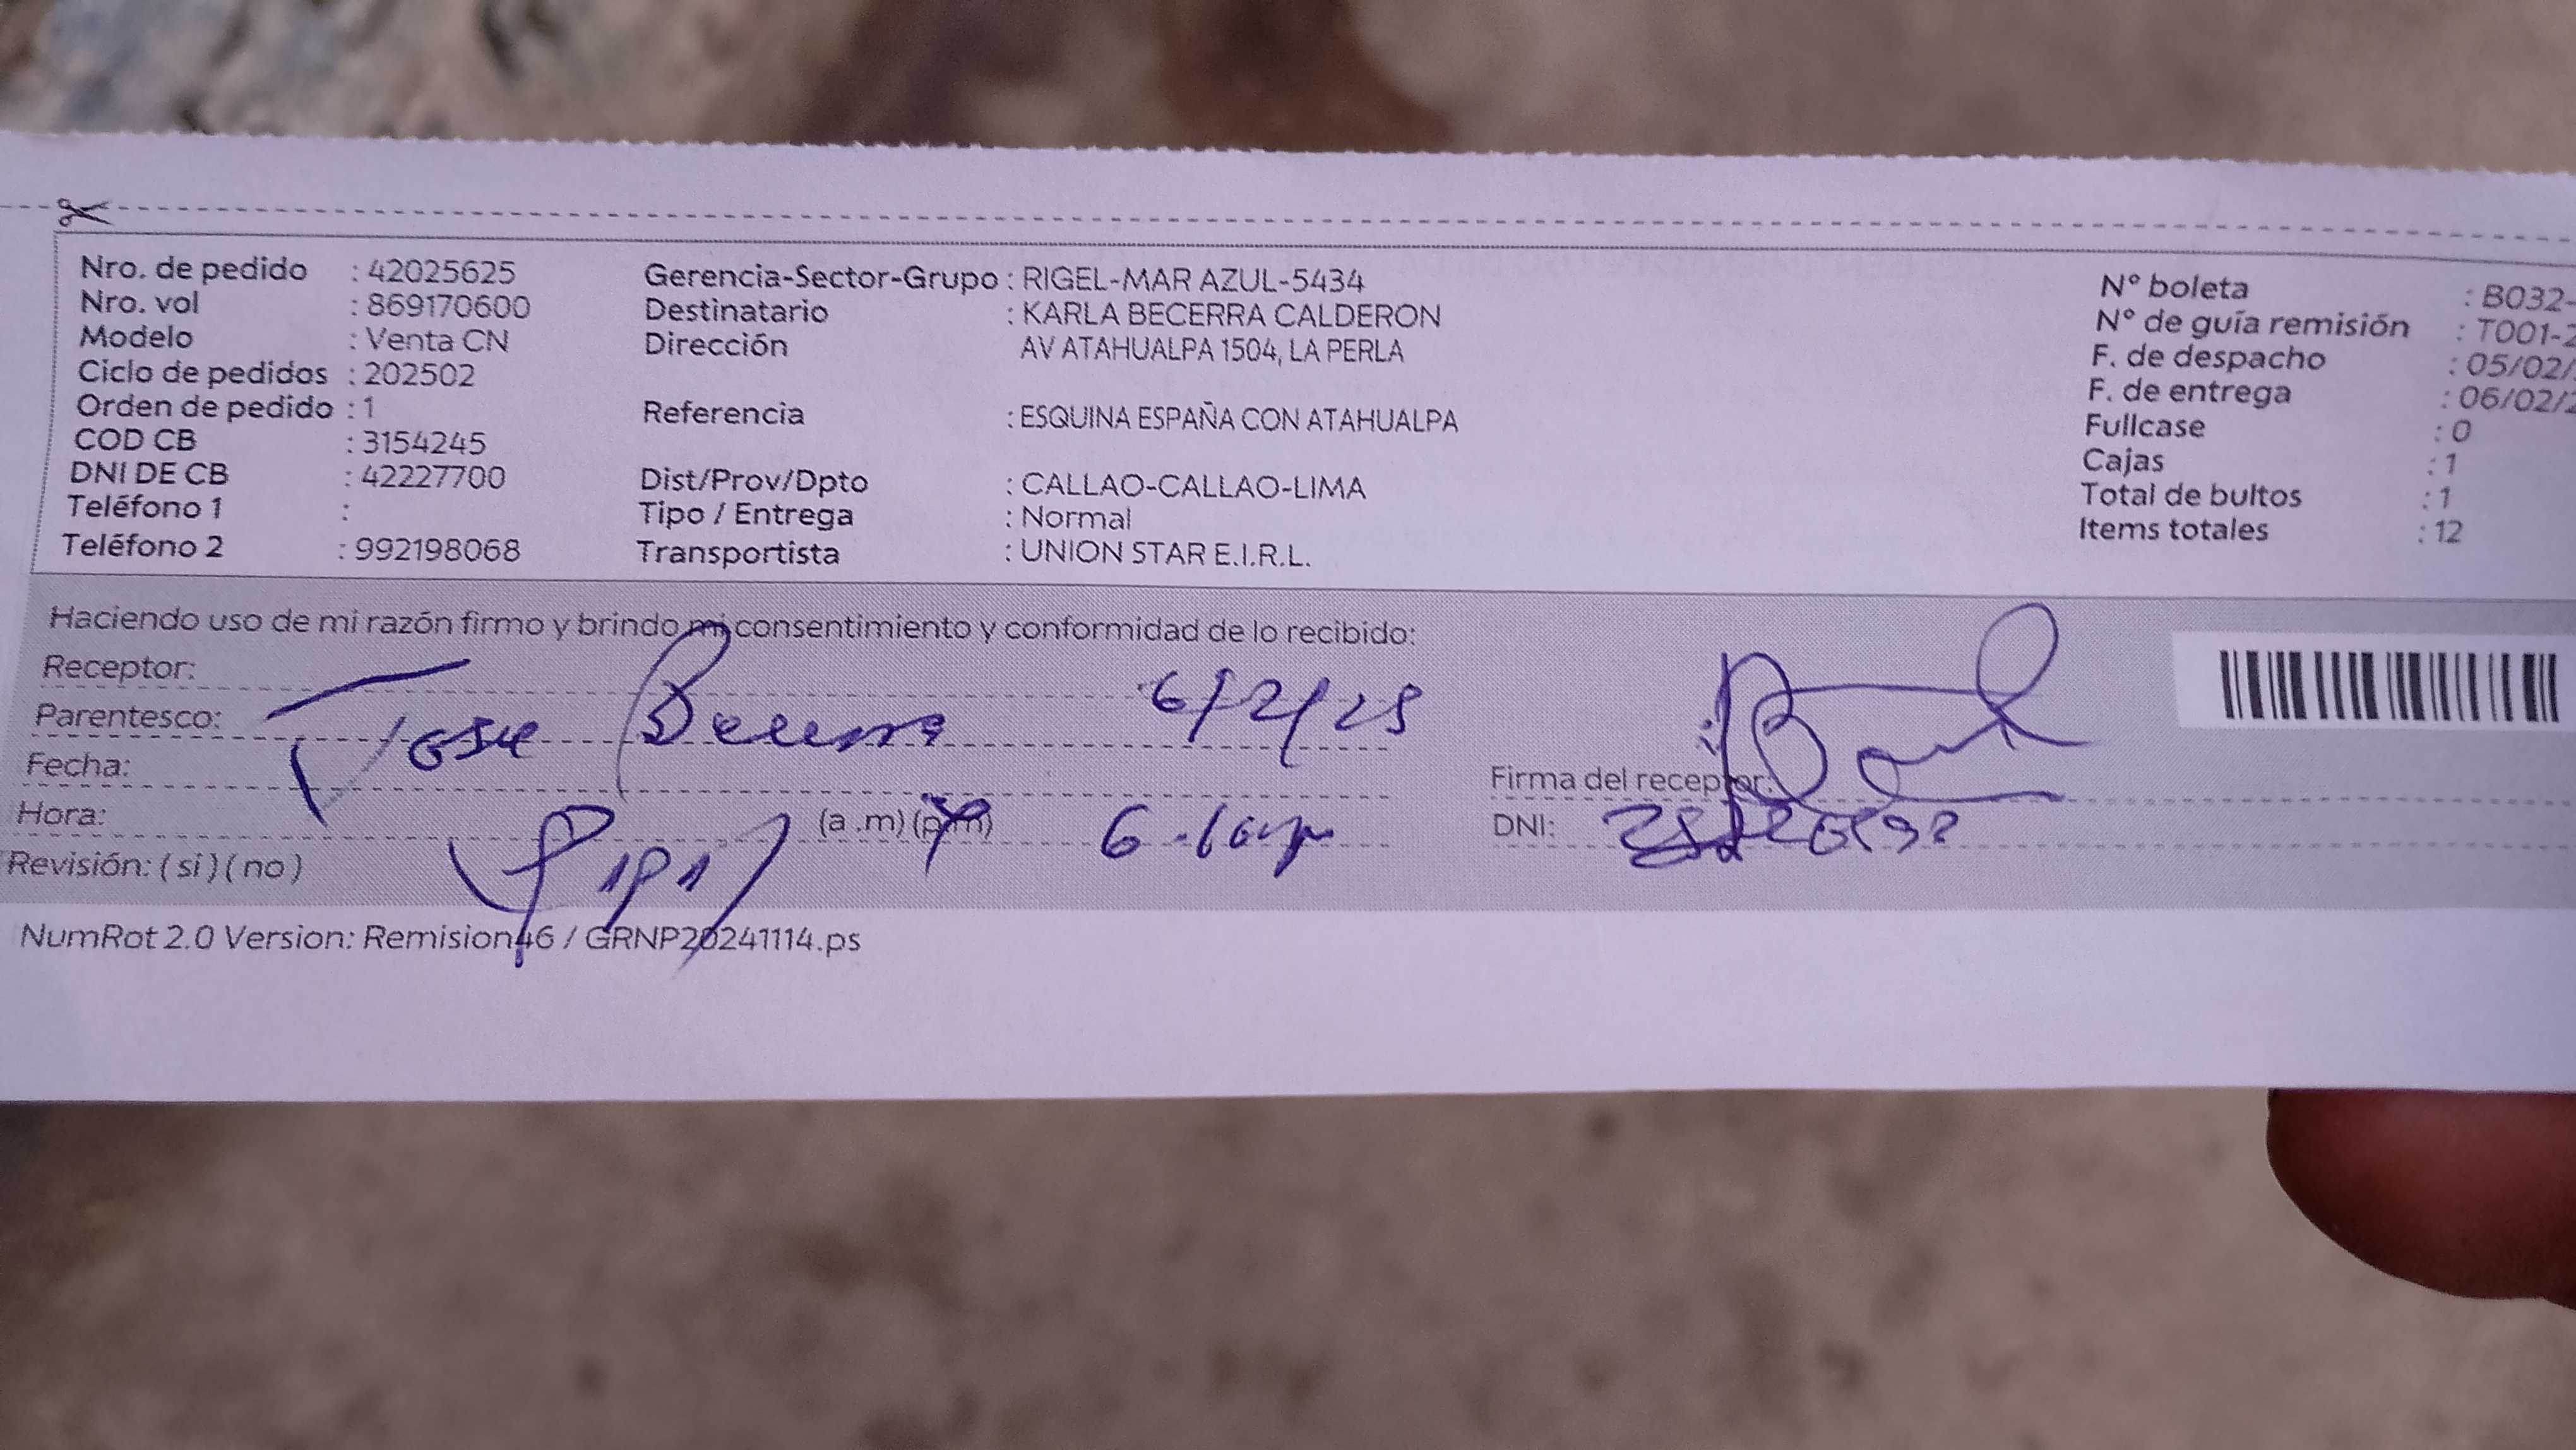 Nro. de pedido : 42025625
Nro. vol : 869170600
Modelo : Venta CN
Ciclo de pedidos : 202502
Orden de pedido : 1
COD CB : 3154245
DNI DE CB : 42227700
Teléfono 1 :
Teléfono 2 : 992198068
Gerencia-Sector-Grupo : RIGEL-MAR AZUL-5434
Destinatario : KARLA BECERRA CALDERON
Dirección AV ATAHUALPA 1504, LA PERLA
Referencia : ESQUINA ESPAÑA CON ATAHUALPA
Dist/Prov/Dpto : CALLAO-CALLAO-LIMA
Tipo / Entrega : Normal
Transportista : UNION STAR E.I.R.L.
N° boleta : B032-
N° de guía remisión : T001-2
F. de despacho : 05/02/
F. de entrega : 06/02/2
Fullcase : 0
Cajas : 1
Total de bultos : 1
Items totales : 12
Haciendo uso de mi razón firmo y brindo mi consentimiento y conformidad de lo recibido:
Receptor:
Parentesco: Jose Becerra 6/2/25
Fecha:
Hora: (a .m) (p.m)
Revisión: ( si ) ( no )
Firma del receptor:
DNI:
NumRot 2.0 Version: Remision46 / GRNP20241114.ps